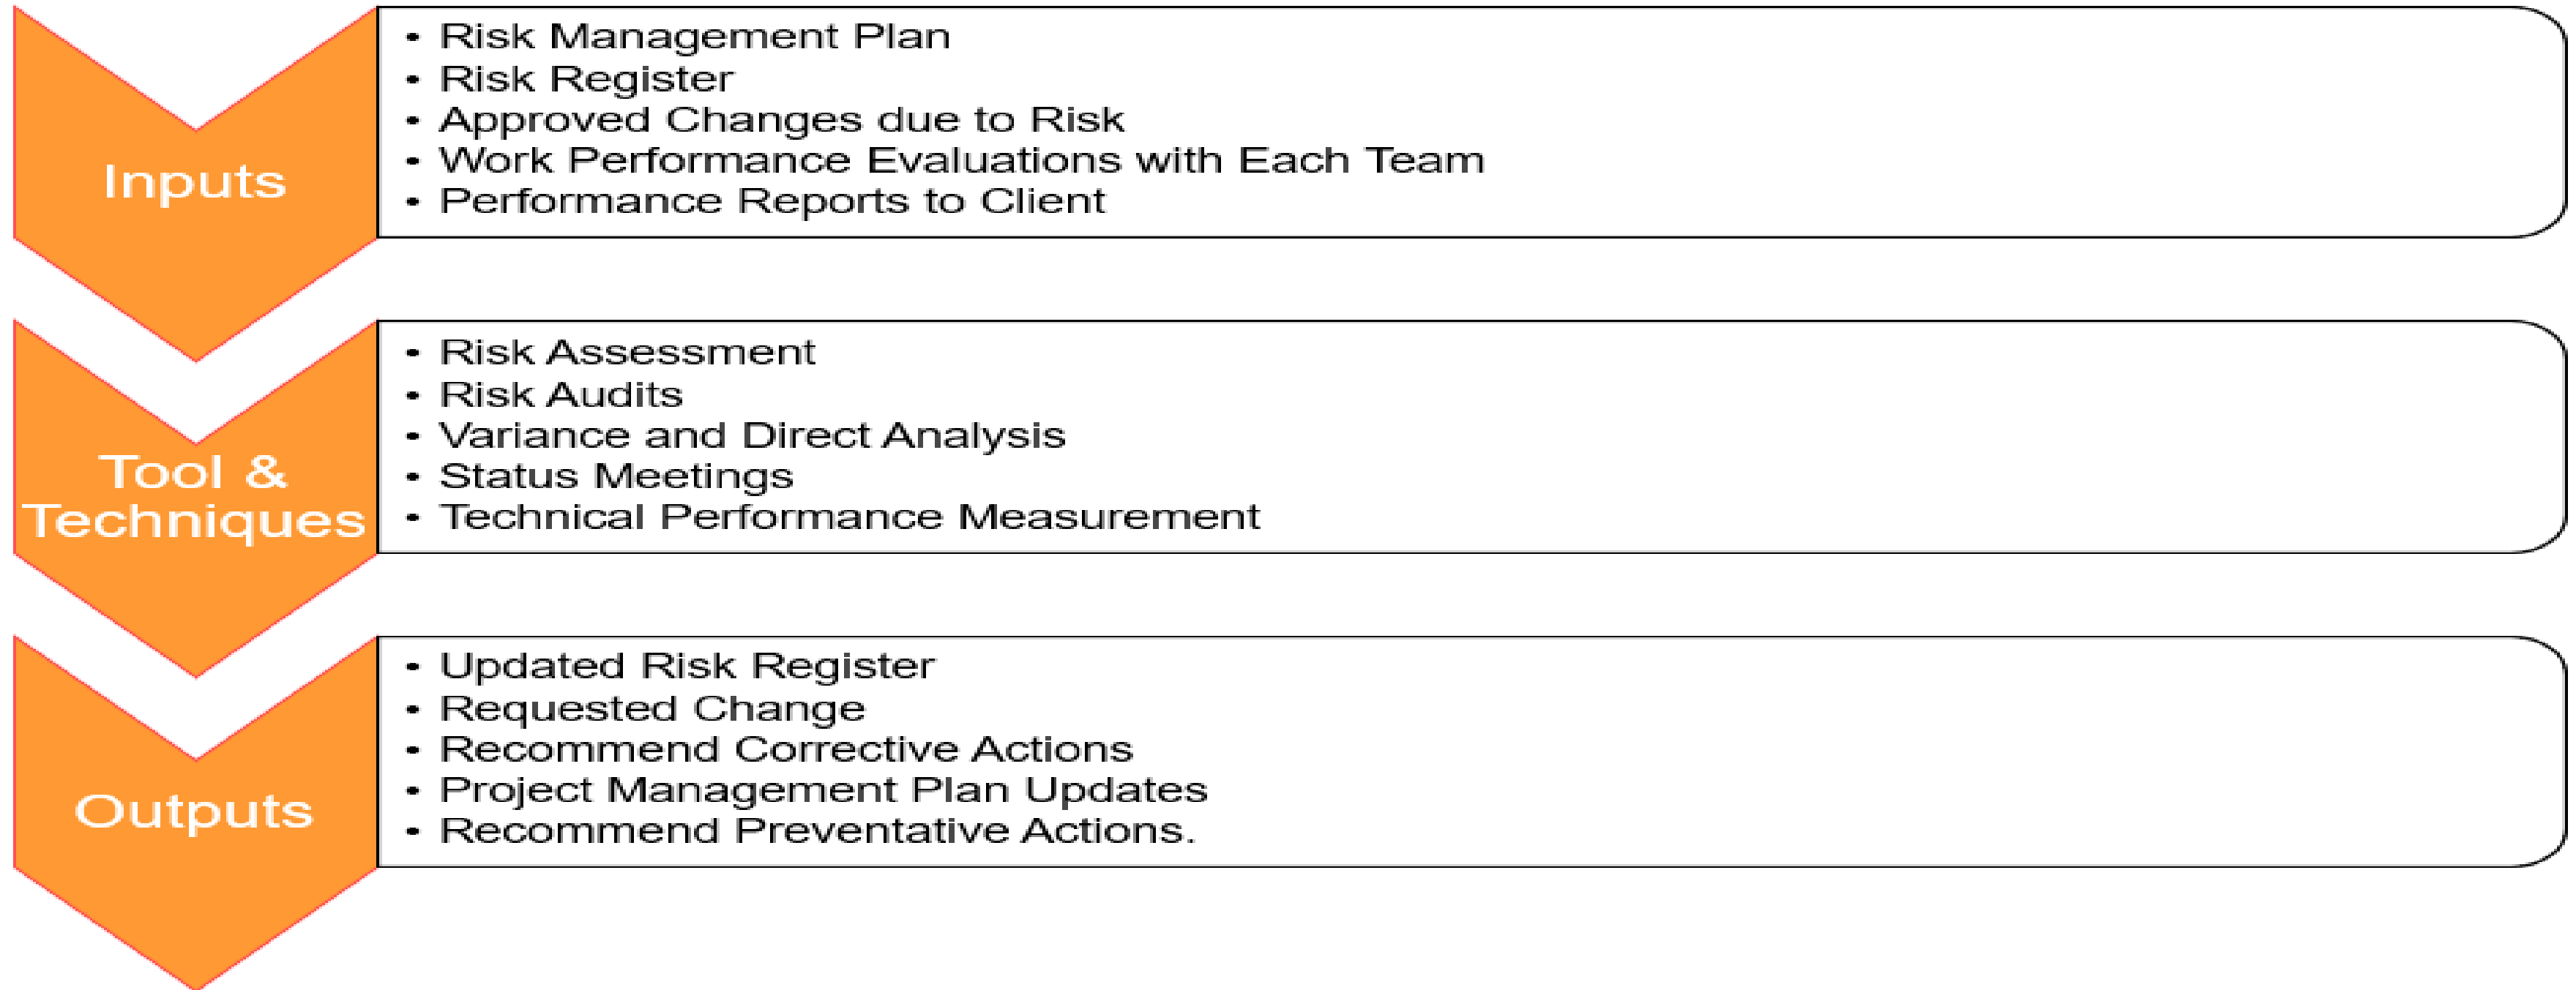 Inputs
• Risk Management Plan
• Risk Register
• Approved Changes due to Risk
• Work Performance Evaluations with Each Team
• Performance Reports to Client
Tool &
Techniques
• Risk Assessment
• Risk Audits
• Variance and Direct Analysis
• Status Meetings
• Technical Performance Measurement
Outputs
• Updated Risk Register
• Requested Change
• Recommend Corrective Actions
• Project Management Plan Updates
• Recommend Preventative Actions.